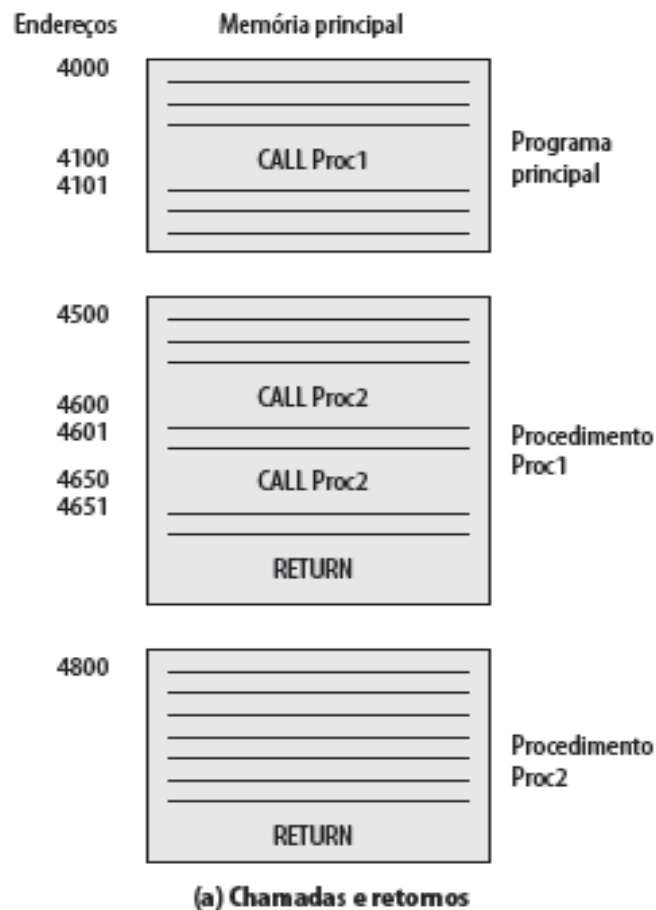 Endereços Memória principal
4000
4100 CALL Proc1
4101
Programa
principal
4500
4600 CALL Proc2
4601
4650 CALL Proc2
4651
RETURN
Procedimento
Proc1
4800
Procedimento
Proc2
RETURN
(a) Chamadas e retornos